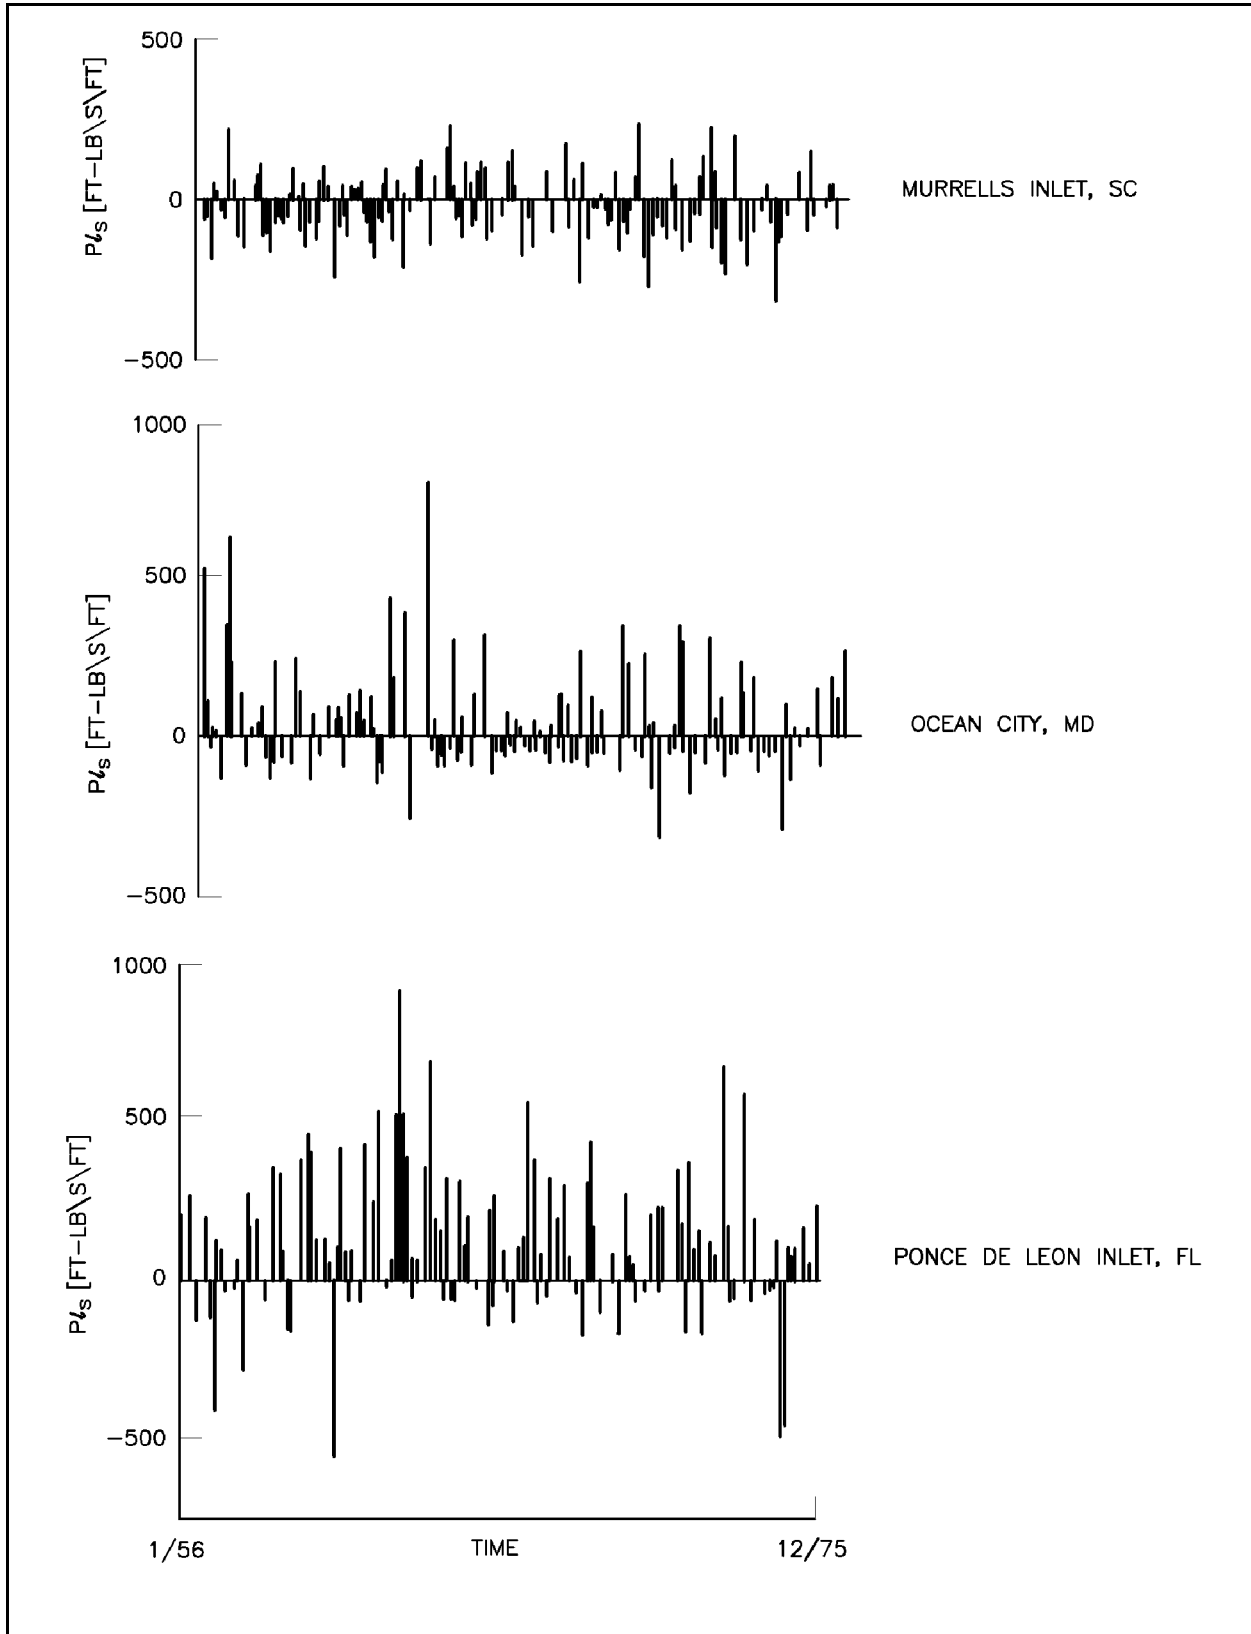 500
0
-500
Pℓs [FT-LB\S\FT]
MURRELLS INLET, SC
1000
500
0
-500
Pℓs [FT-LB\S\FT]
OCEAN CITY, MD
1000
500
0
-500
Pℓs [FT-LB\S\FT]
PONCE DE LEON INLET, FL
1/56 TIME 12/75